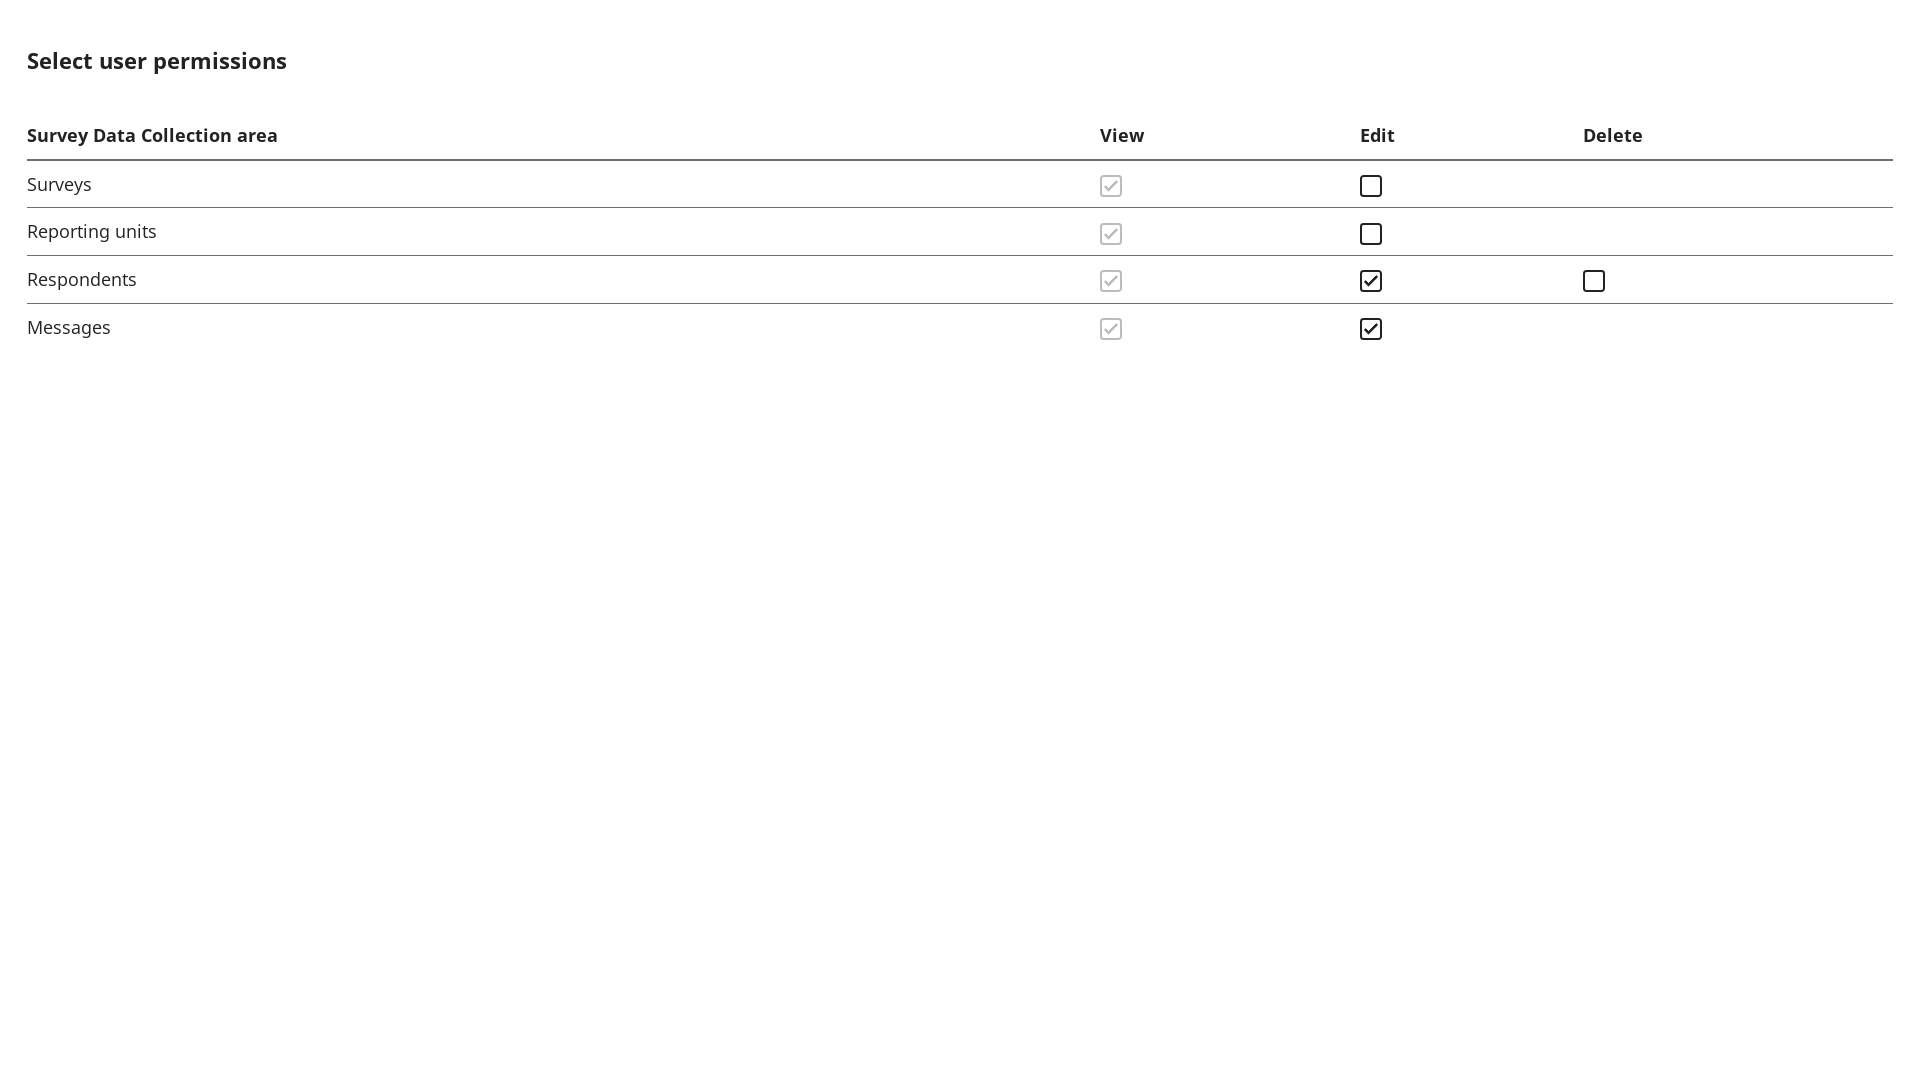 Select user permissions
Survey Data Collection area View Edit Delete
Surveys
Reporting units
Respondents
Messages